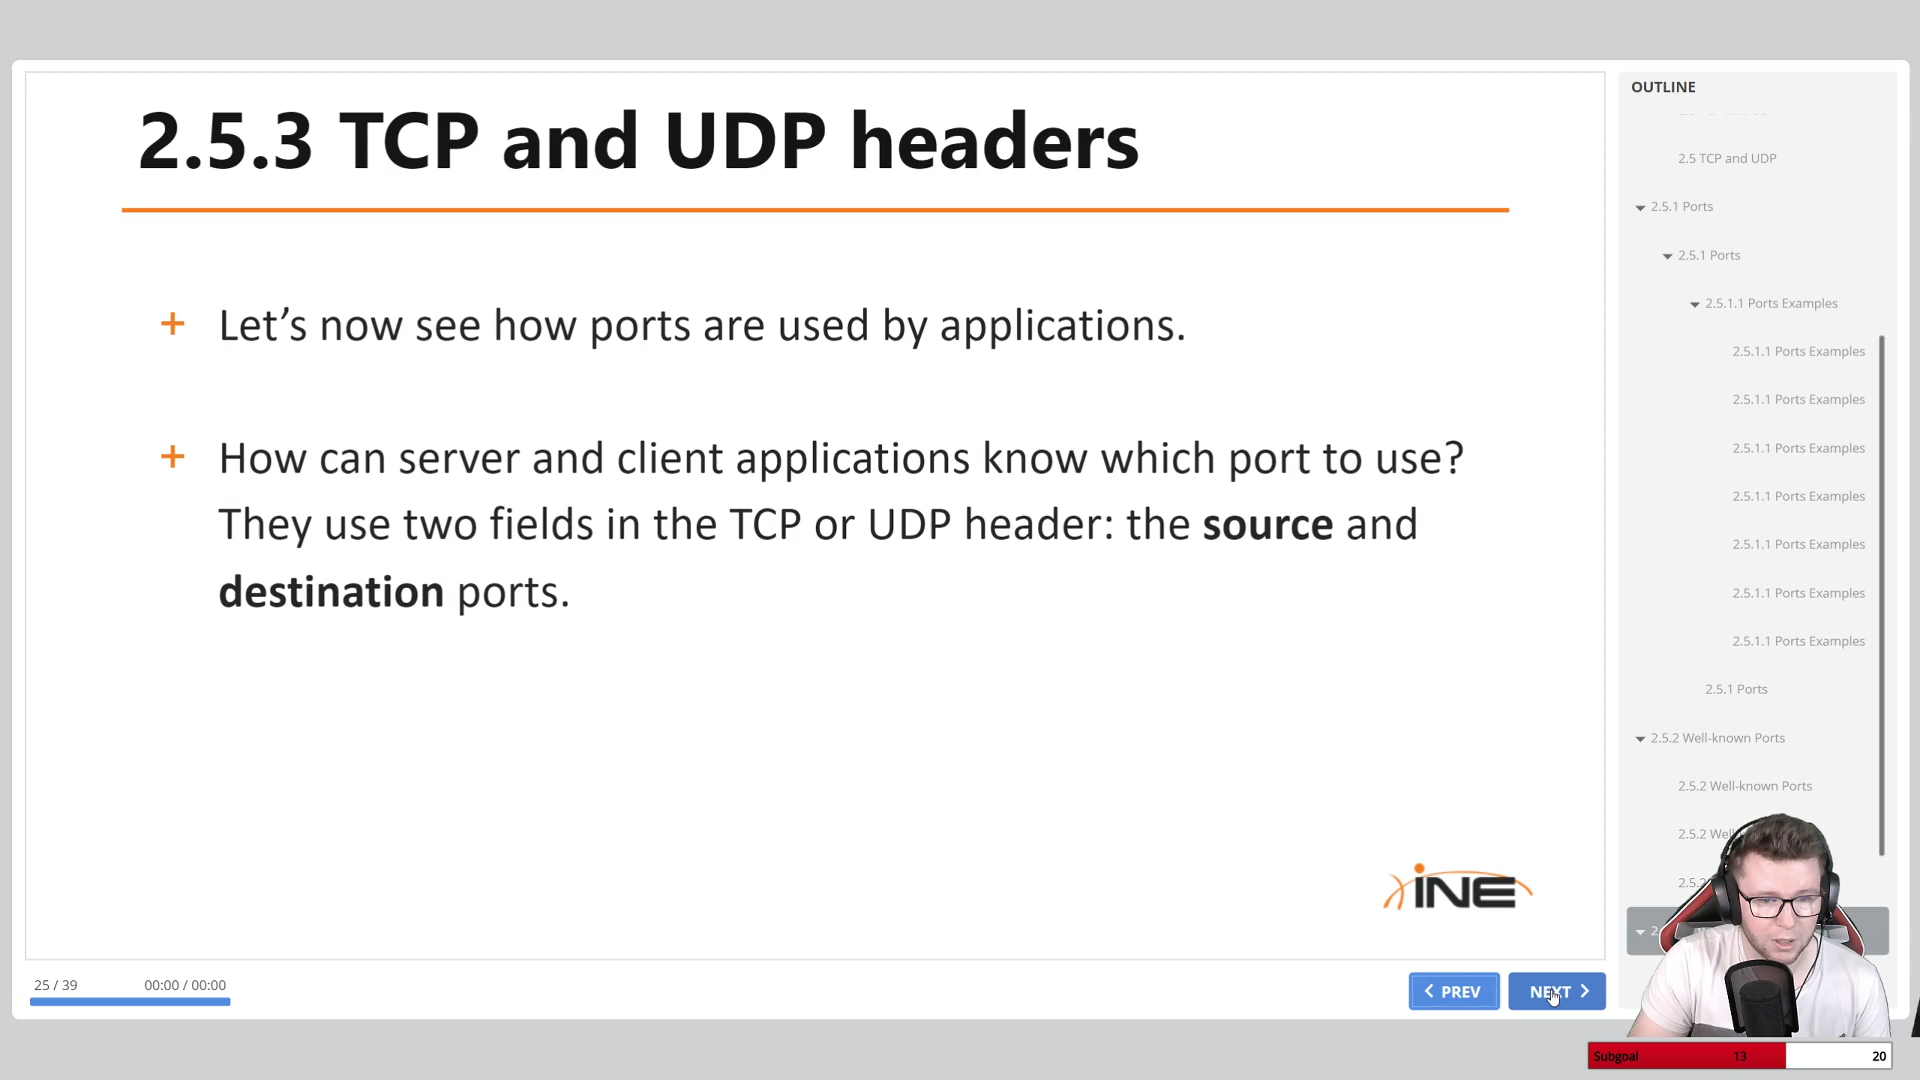 2.5.3 TCP and UDP headers
+ Let’s now see how ports are used by applications.
+ How can server and client applications know which port to use?
They use two fields in the TCP or UDP header: the source and
destination ports.
INE
25 / 39
00:00 / 00:00
PREV
NEXT
OUTLINE
2.5 TCP and UDP
2.5.1 Ports
2.5.1 Ports
2.5.1.1 Ports Examples
2.5.1.1 Ports Examples
2.5.1.1 Ports Examples
2.5.1.1 Ports Examples
2.5.1.1 Ports Examples
2.5.1.1 Ports Examples
2.5.1.1 Ports Examples
2.5.1.1 Ports Examples
2.5.1 Ports
2.5.2 Well-known Ports
2.5.2 Well-known Ports
2.5.2
2.5.2
Subgoal 13 20